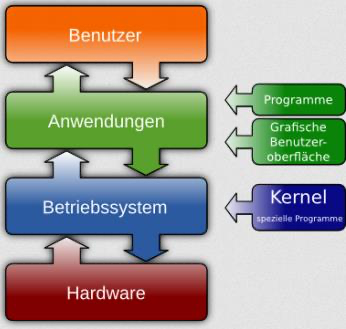 Benutzer
Anwendungen
Programme
Grafische
Benutzer-
oberfläche
Betriebssystem
Kernel
spezielle Programme
Hardware